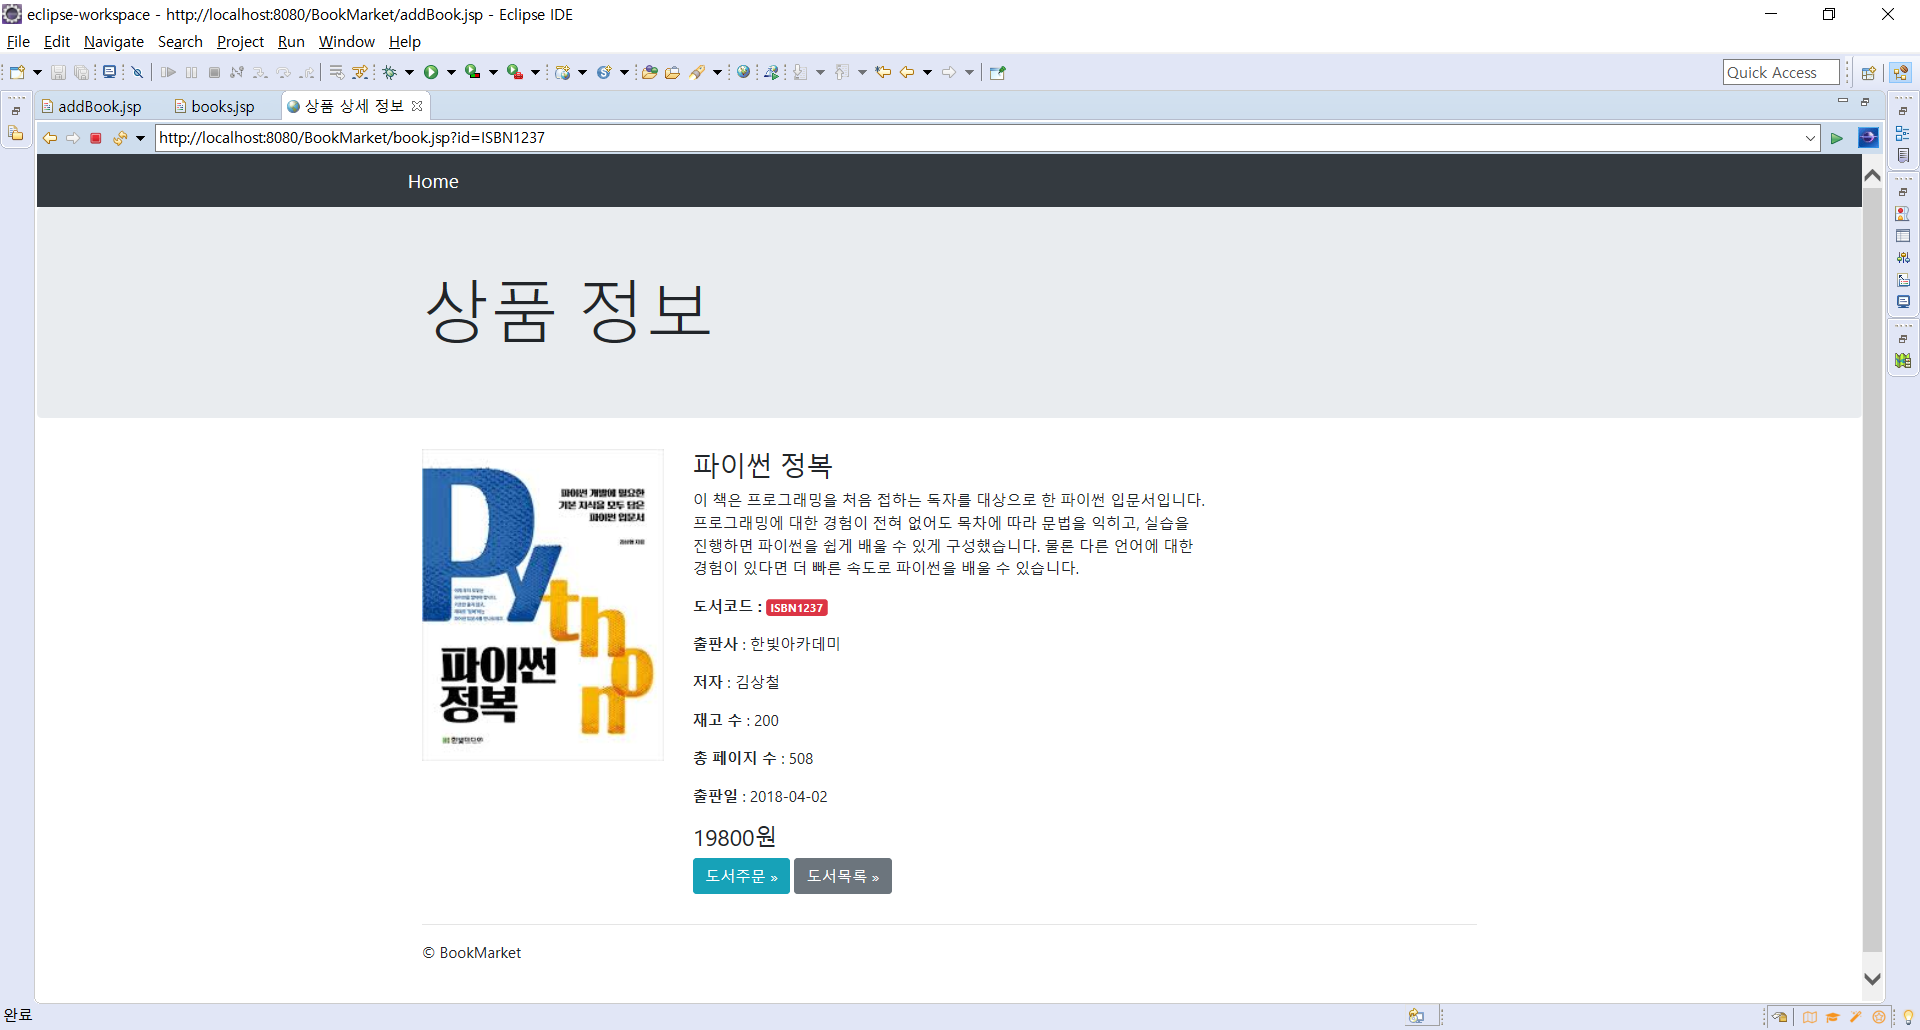 eclipse-workspace - http://localhost:8080/BookMarket/addBook.jsp - Eclipse IDE
File Edit Navigate Search Project Run Window Help
Quick Access
addBook.jsp books.jsp 상품 상세 정보
http://localhost:8080/BookMarket/book.jsp?id=ISBN1237
Home
상품 정보
파이썬 개발에 필요한
기본 지식을 모두 담은
파이썬 입문서
Python
파이썬
정복
파이썬 정복
이 책은 프로그래밍을 처음 접하는 독자를 대상으로 한 파이썬 입문서입니다.
프로그래밍에 대한 경험이 전혀 없어도 목차에 따라 문법을 익히고, 실습을
진행하면 파이썬을 쉽게 배울 수 있게 구성했습니다. 물론 다른 언어에 대한
경험이 있다면 더 빠른 속도로 파이썬을 배울 수 있습니다.
도서코드 : ISBN1237
출판사 : 한빛아카데미
저자 : 김상철
재고 수 : 200
총 페이지 수 : 508
출판일 : 2018-04-02
19800원
도서주문 » 도서목록 »
© BookMarket
완료